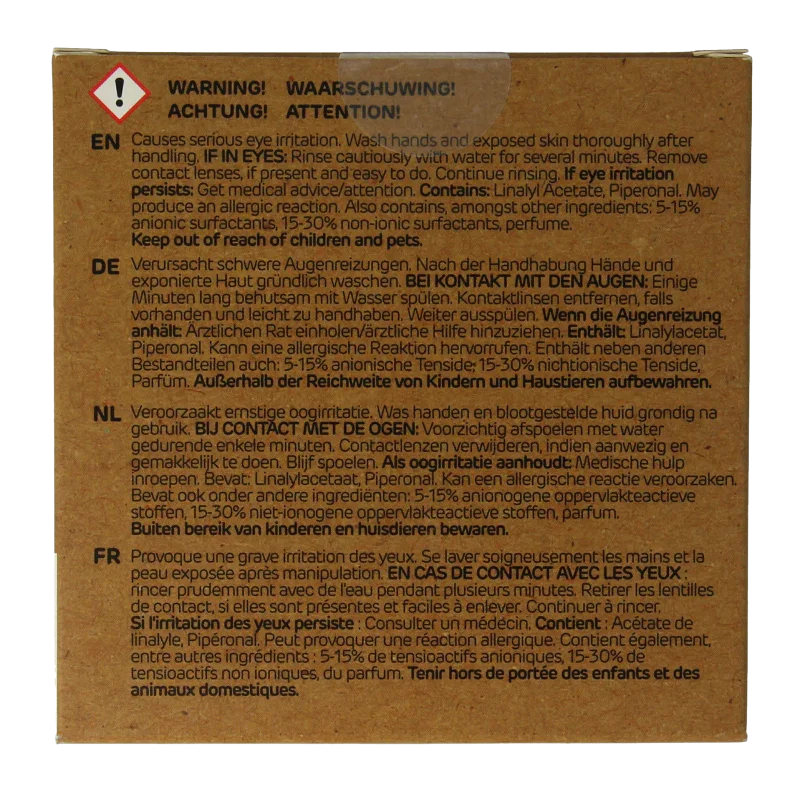 WARNING! WAARSCHUWING!
ACHTUNG! ATTENTION!
EN Causes serious eye irritation. Wash hands and exposed skin thoroughly after
handling. IF IN EYES: Rinse cautiously with water for several minutes. Remove
contact lenses, if present and easy to do. Continue rinsing. If eye irritation
persists: Get medical advice/attention. Contains: Linalyl Acetate, Piperonal. May
produce an allergic reaction. Also contains, amongst other ingredients: 5-15%
anionic surfactants, 15-30% non-ionic surfactants, perfume.
Keep out of reach of children and pets.
DE Verursacht schwere Augenreizungen. Nach der Handhabung Hände und
exponierte Haut gründlich waschen. BEI KONTAKT MIT DEN AUGEN: Einige
Minuten lang behutsam mit Wasser spülen. Kontaktlinsen entfernen, falls
vorhanden und leicht zu handhaben. Weiter ausspülen. Wenn die Augenreizung
anhält: Ärztlichen Rat einholen/ärztliche Hilfe hinzuziehen. Enthält: Linalylacetat,
Piperonal. Kann eine allergische Reaktion hervorrufen. Enthält neben anderen
Bestandteilen auch: 5-15% anionische Tenside, 15-30% nichtionische Tenside,
Parfüm. Außerhalb der Reichweite von Kindern und Haustieren aufbewahren.
NL Veroorzaakt ernstige oogirritatie. Was handen en blootgestelde huid grondig na
gebruik. BIJ CONTACT MET DE OGEN: Voorzichtig afspoelen met water
gedurende enkele minuten. Contactlenzen verwijderen, indien aanwezig en
gemakkelijk te doen. Blijf spoelen. Als oogirritatie aanhoudt: Medische hulp
inroepen. Bevat: Linalylacetaat, Piperonal. Kan een allergische reactie veroorzaken.
Bevat ook onder andere ingrediënten: 5-15% anionogene oppervlakteactieve
stoffen, 15-30% niet-ionogene oppervlakteactieve stoffen, parfum.
Buiten bereik van kinderen en huisdieren bewaren.
FR Provoque une grave irritation des yeux. Se laver soigneusement les mains et la
peau exposée après manipulation. EN CAS DE CONTACT AVEC LES YEUX :
rincer prudemment avec de l'eau pendant plusieurs minutes. Retirer les lentilles
de contact, si elles sont présentes et faciles à enlever. Continuer à rincer.
Si l'irritation des yeux persiste : Consulter un médecin. Contient : Acétate de
linalyle, Pipéronal. Peut provoquer une réaction allergique. Contient également,
entre autres ingrédients : 5-15% de tensioactifs anioniques, 15-30% de
tensioactifs non ioniques, du parfum. Tenir hors de portée des enfants et des
animaux domestiques.